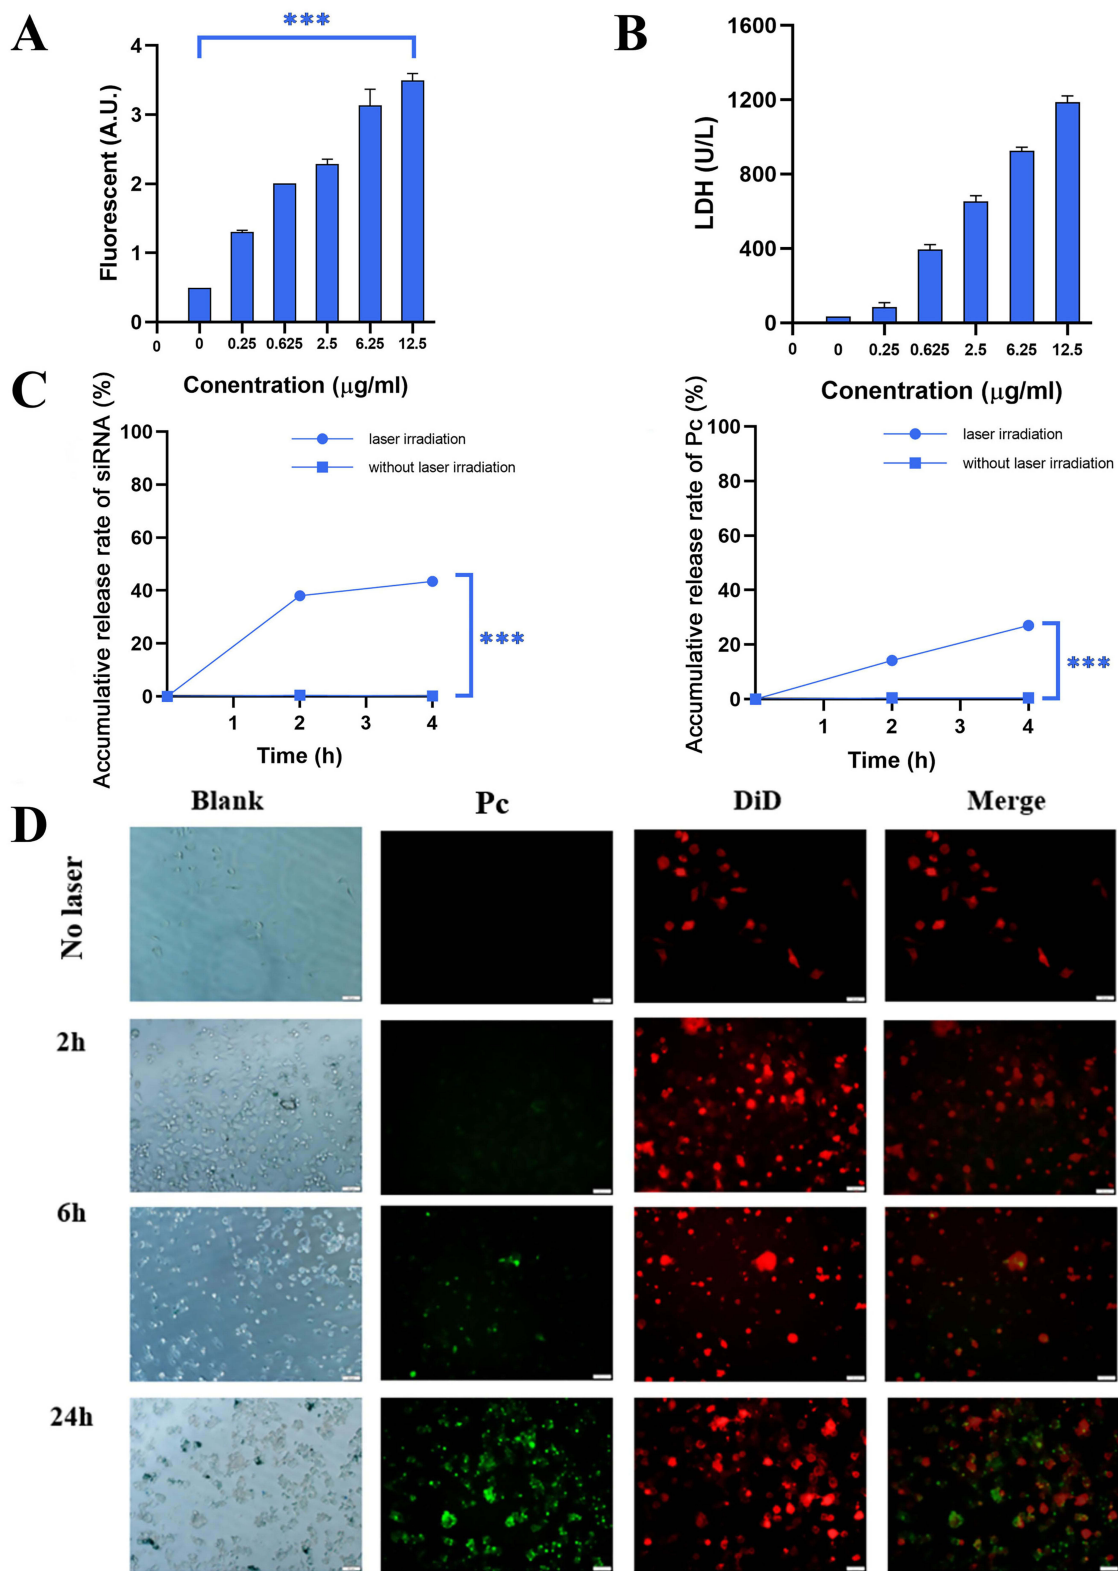 A
***
Fluorescent (A.U.)
4
3
2
1
0
0
0
0.25
0.625
2.5
6.25
12.5
Conentration (μg/ml)
B
LDH (U/L)
1600
1200
800
400
0
0
0
0.25
0.625
2.5
6.25
12.5
Conentration (μg/ml)
C
Accumulative release rate of siRNA (%)
100
80
60
40
20
0
laser irradiation
without laser irradiation
***
1
2
3
4
Time (h)
Accumulative release rate of Pc (%)
100
80
60
40
20
0
laser irradiation
without laser irradiation
***
1
2
3
4
Time (h)
D
Blank
Pc
DiD
Merge
No laser
2h
6h
24h